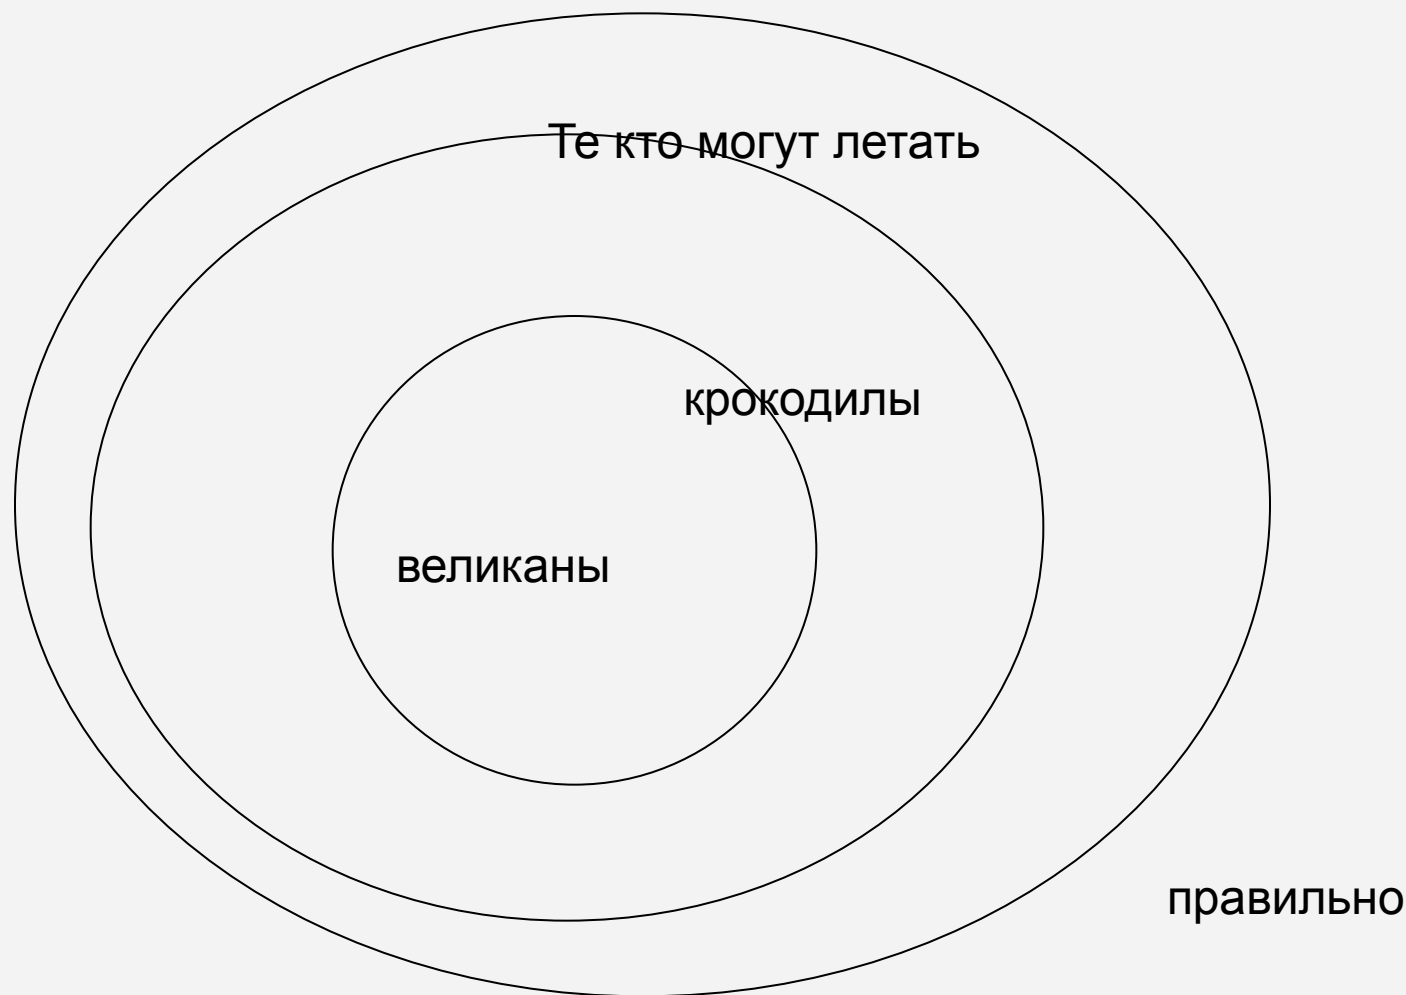 Те кто могут летать
крокодилы
великаны
правильно